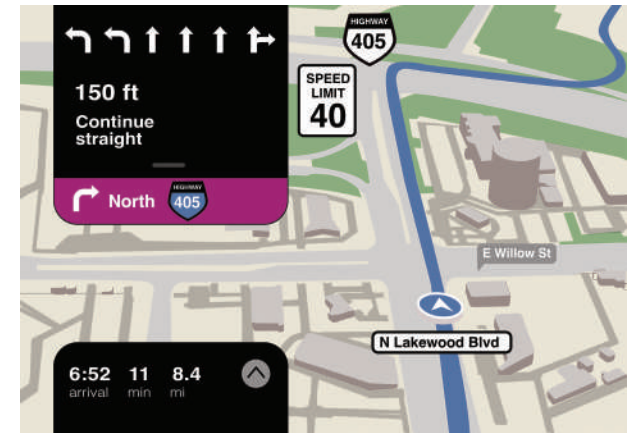 150 ft
Continue
straight
North
HIGHWAY
405
HIGHWAY
405
SPEED
LIMIT
40
E Willow St
N Lakewood Blvd
6:52 11 8.4
arrival min mi